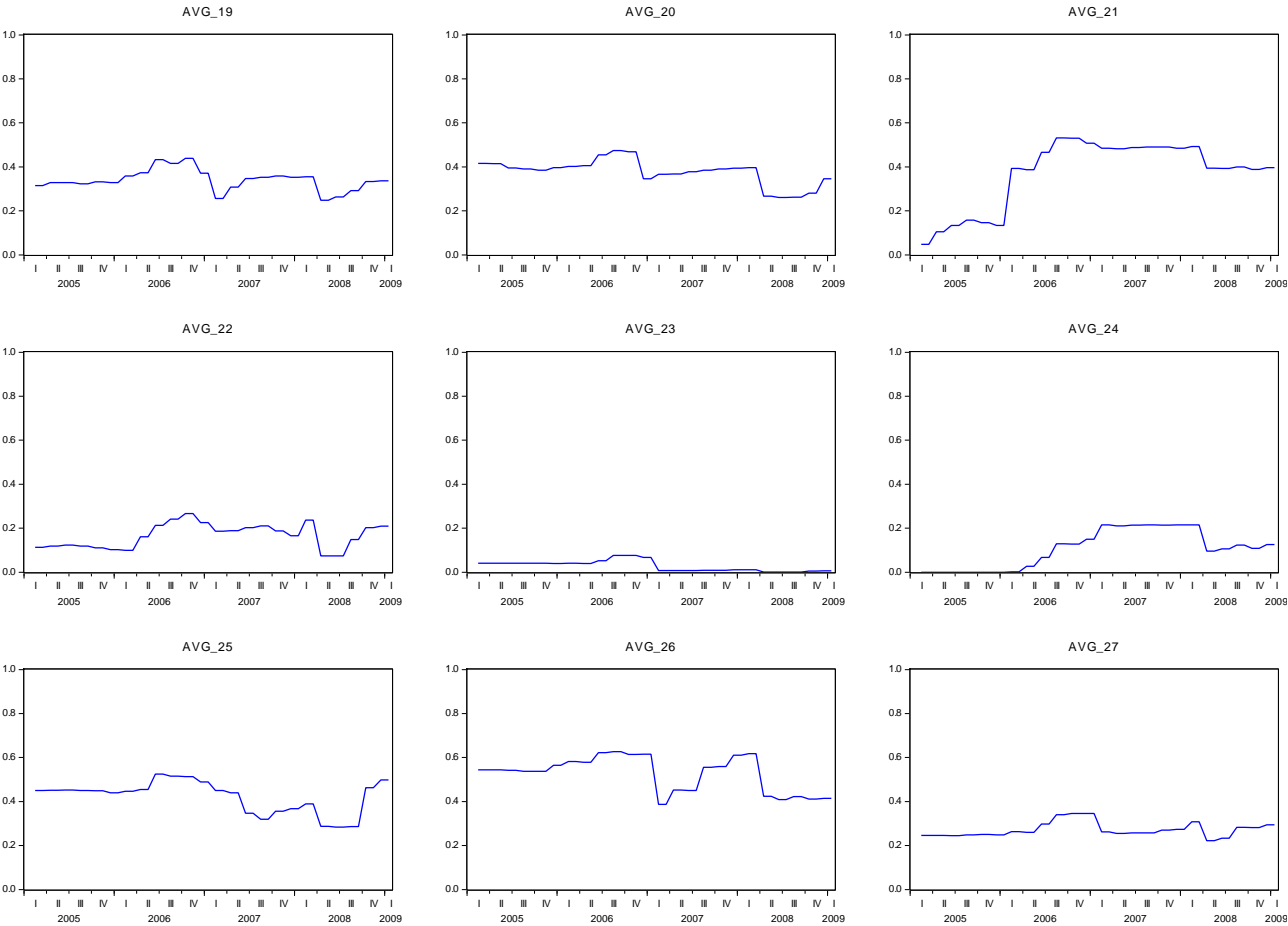 AVG_19 AVG_20 AVG_21
1.0 1.0 1.0
0.8 0.8 0.8
0.6 0.6 0.6
0.4 0.4 0.4
0.2 0.2 0.2
0.0 0.0 0.0
I II III IV I II III IV I II III IV I II III IV I I II III IV I II III IV I II III IV I II III IV I I II III IV I II III IV I II III IV I II III IV I
2005 2006 2007 2008 2009 2005 2006 2007 2008 2009 2005 2006 2007 2008 2009
AVG_22 AVG_23 AVG_24
1.0 1.0 1.0
0.8 0.8 0.8
0.6 0.6 0.6
0.4 0.4 0.4
0.2 0.2 0.2
0.0 0.0 0.0
I II III IV I II III IV I II III IV I II III IV I I II III IV I II III IV I II III IV I II III IV I I II III IV I II III IV I II III IV I II III IV I
2005 2006 2007 2008 2009 2005 2006 2007 2008 2009 2005 2006 2007 2008 2009
AVG_25 AVG_26 AVG_27
1.0 1.0 1.0
0.8 0.8 0.8
0.6 0.6 0.6
0.4 0.4 0.4
0.2 0.2 0.2
0.0 0.0 0.0
I II III IV I II III IV I II III IV I II III IV I I II III IV I II III IV I II III IV I II III IV I I II III IV I II III IV I II III IV I II III IV I
2005 2006 2007 2008 2009 2005 2006 2007 2008 2009 2005 2006 2007 2008 2009